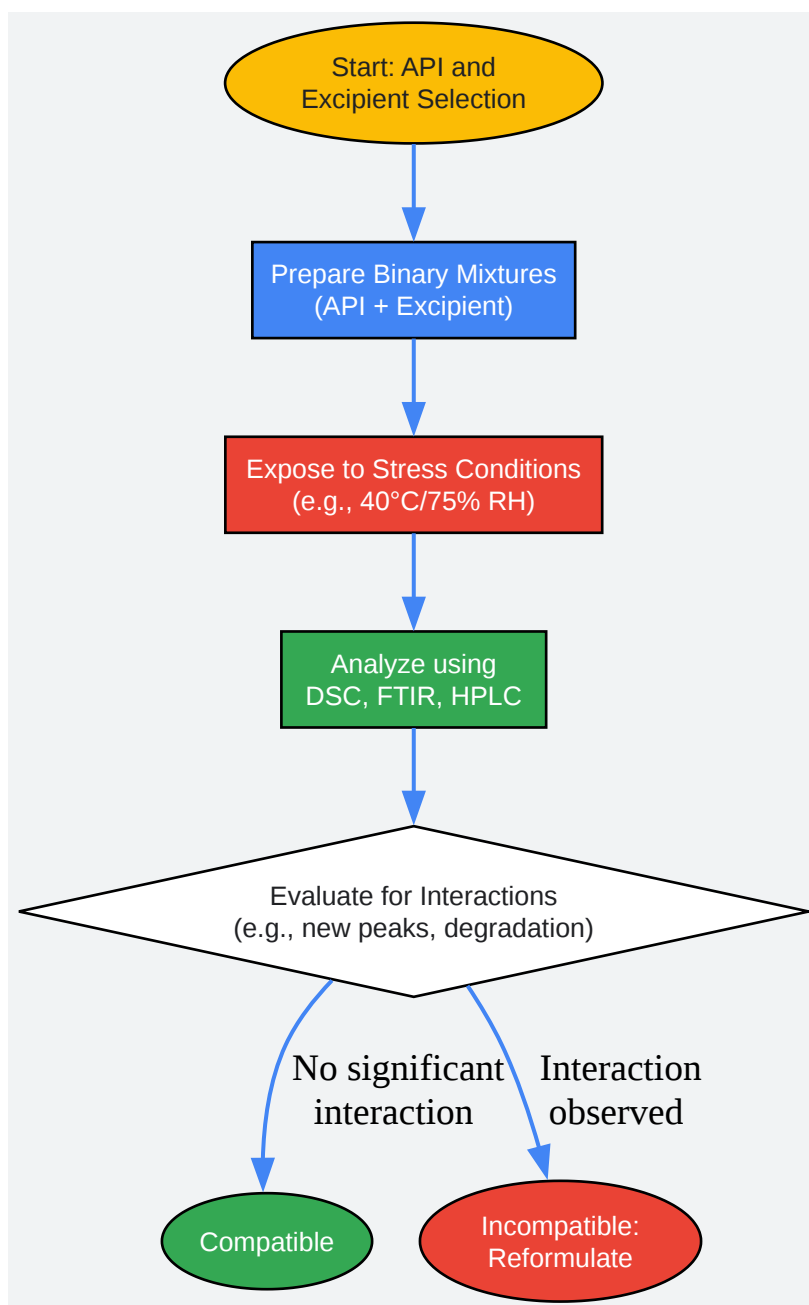 Start: API and
Excipient Selection
Prepare Binary Mixtures
(API + Excipient)
Expose to Stress Conditions
(e.g., 40°C/75% RH)
Analyze using
DSC, FTIR, HPLC
Evaluate for Interactions
(e.g., new peaks, degradation)
No significant
interaction
Interaction
observed
Compatible
Incompatible:
Reformulate